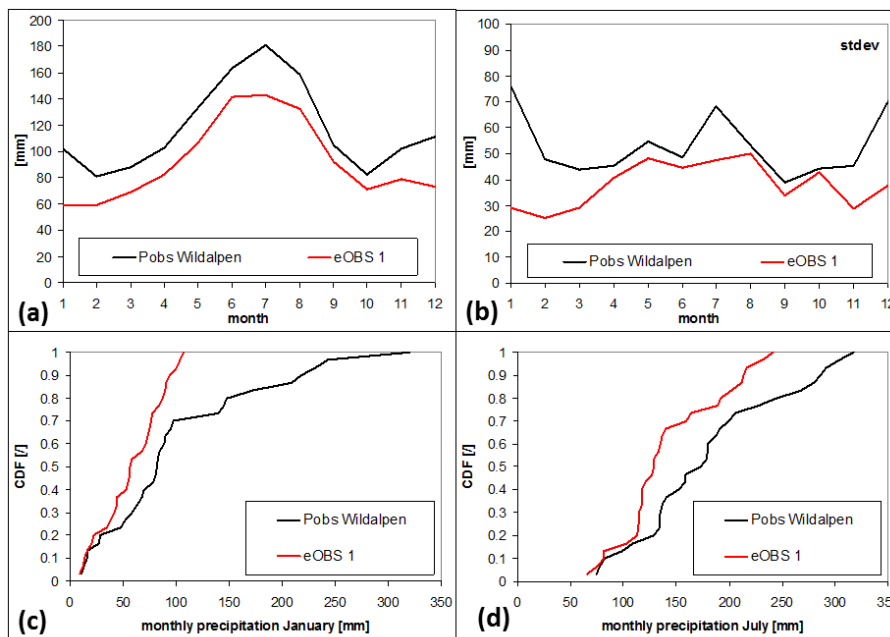 200
180
160
140
120
100
80
60
40
20
0
[mm]
Pobs Wildalpen
eOBS 1
1 2 3 4 5 6 7 8 9 10 11 12
month
(a)
100
90
80
70
60
50
40
30
20
10
0
[mm]
stdev
Pobs Wildalpen
eOBS 1
1 2 3 4 5 6 7 8 9 10 11 12
month
(b)
1
0.9
0.8
0.7
0.6
0.5
0.4
0.3
0.2
0.1
0
CDF [/]
Pobs Wildalpen
eOBS 1
0 50 100 150 200 250 300 350
monthly precipitation January [mm]
(c)
1
0.9
0.8
0.7
0.6
0.5
0.4
0.3
0.2
0.1
0
CDF [/]
Pobs Wildalpen
eOBS 1
0 50 100 150 200 250 300 35
monthly precipitation July [mm]
(d)